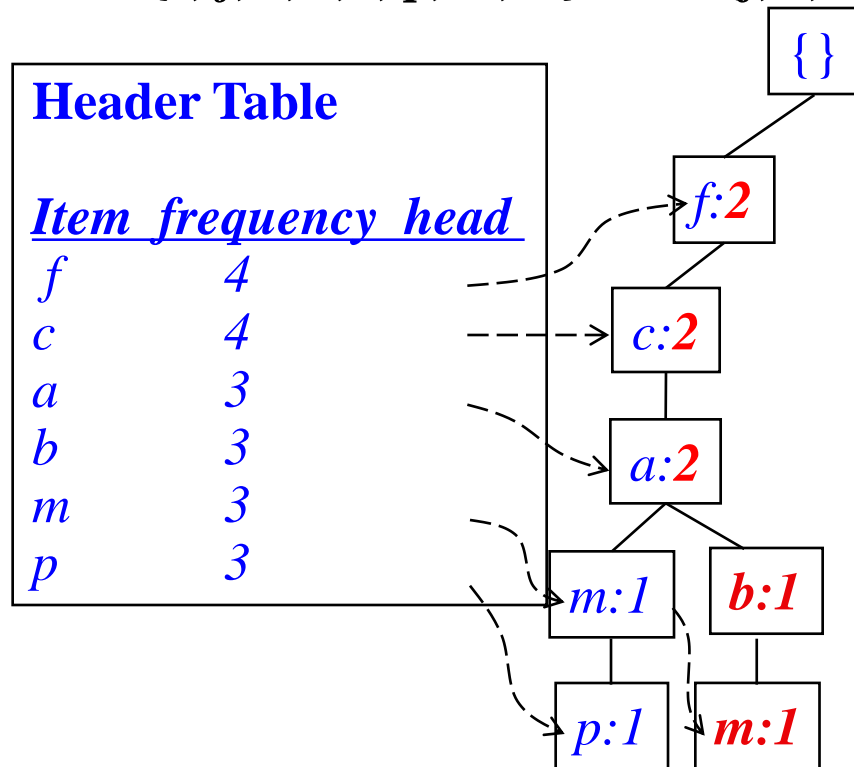 {}
Header Table
f:2
Item frequency head
f 4
c 4
c:2
a 3
b 3
a:2
m 3
p 3
m:1 b:1
p:1 m:1